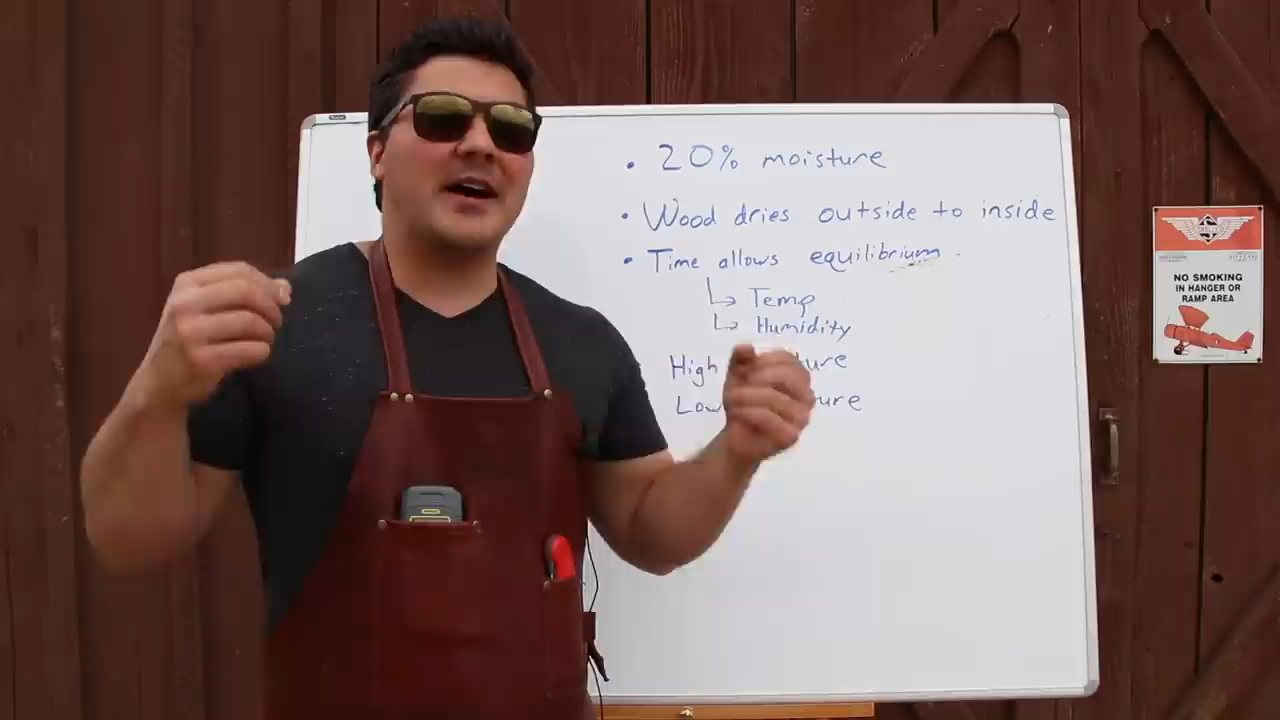 • 20% moisture
• Wood dries outside to inside
• Time allows equilibrium.
↳ Temp
↳ Humidity
High
Low
NO SMOKING
IN HANGER OR
RAMP AREA